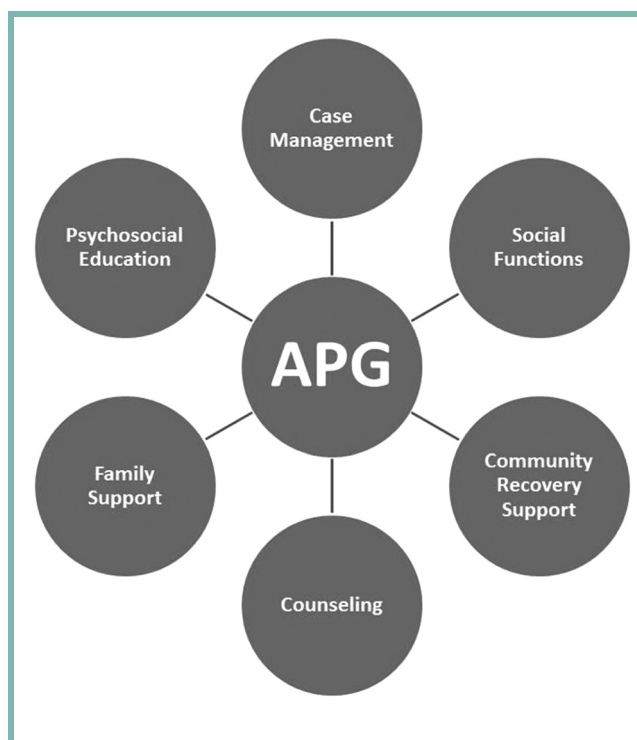 Case
Management
Psychosocial
Education
Social
Functions
APG
Family
Support
Community
Recovery
Support
Counseling